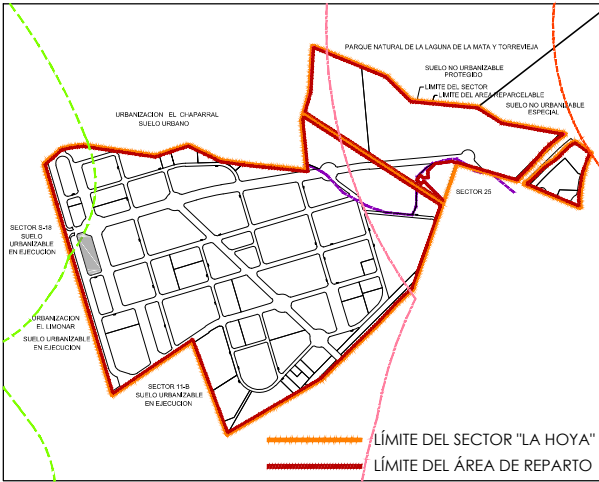 PARQUE NATURAL DE LA LAGUNA DE LA MATA Y TORREVIEJA
SUELO NO URBANIZABLE
PROTEGIDO
LIMITE DEL SECTOR
LIMITE DEL AREA REPARCELABLE
SUELO NO URBANIZABLE
ESPECIAL
URBANIZACION EL CHAPARRAL
SUELO URBANO
SECTOR 25
SECTOR S-18
SUELO
URBANIZABLE
EN EJECUCION
URBANIZACION
EL LIMONAR
SUELO URBANIZABLE
EN EJECUCION
SECTOR 11-B
SUELO URBANIZABLE
EN EJECUCION
LÍMITE DEL SECTOR "LA HOYA"
LÍMITE DEL ÁREA DE REPARTO